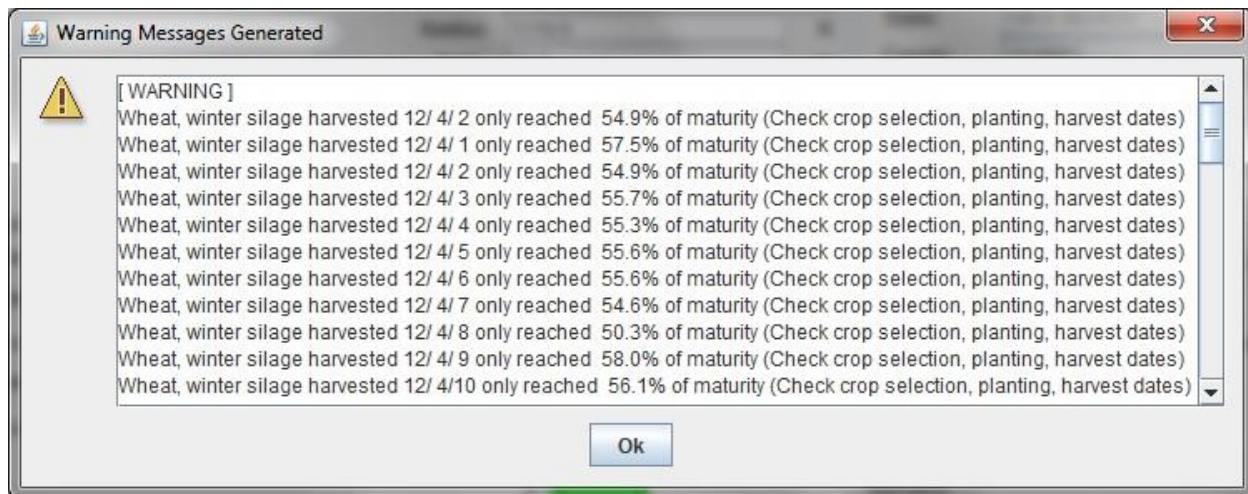 Warning Messages Generated
[ WARNING ]
Wheat, winter silage harvested 12/ 4/ 2 only reached  54.9% of maturity (Check crop selection, planting, harvest dates)
Wheat, winter silage harvested 12/ 4/ 1 only reached  57.5% of maturity (Check crop selection, planting, harvest dates)
Wheat, winter silage harvested 12/ 4/ 2 only reached  54.9% of maturity (Check crop selection, planting, harvest dates)
Wheat, winter silage harvested 12/ 4/ 3 only reached  55.7% of maturity (Check crop selection, planting, harvest dates)
Wheat, winter silage harvested 12/ 4/ 4 only reached  55.3% of maturity (Check crop selection, planting, harvest dates)
Wheat, winter silage harvested 12/ 4/ 5 only reached  55.6% of maturity (Check crop selection, planting, harvest dates)
Wheat, winter silage harvested 12/ 4/ 6 only reached  55.6% of maturity (Check crop selection, planting, harvest dates)
Wheat, winter silage harvested 12/ 4/ 7 only reached  54.6% of maturity (Check crop selection, planting, harvest dates)
Wheat, winter silage harvested 12/ 4/ 8 only reached  50.3% of maturity (Check crop selection, planting, harvest dates)
Wheat, winter silage harvested 12/ 4/ 9 only reached  58.0% of maturity (Check crop selection, planting, harvest dates)
Wheat, winter silage harvested 12/ 4/10 only reached  56.1% of maturity (Check crop selection, planting, harvest dates)
Ok